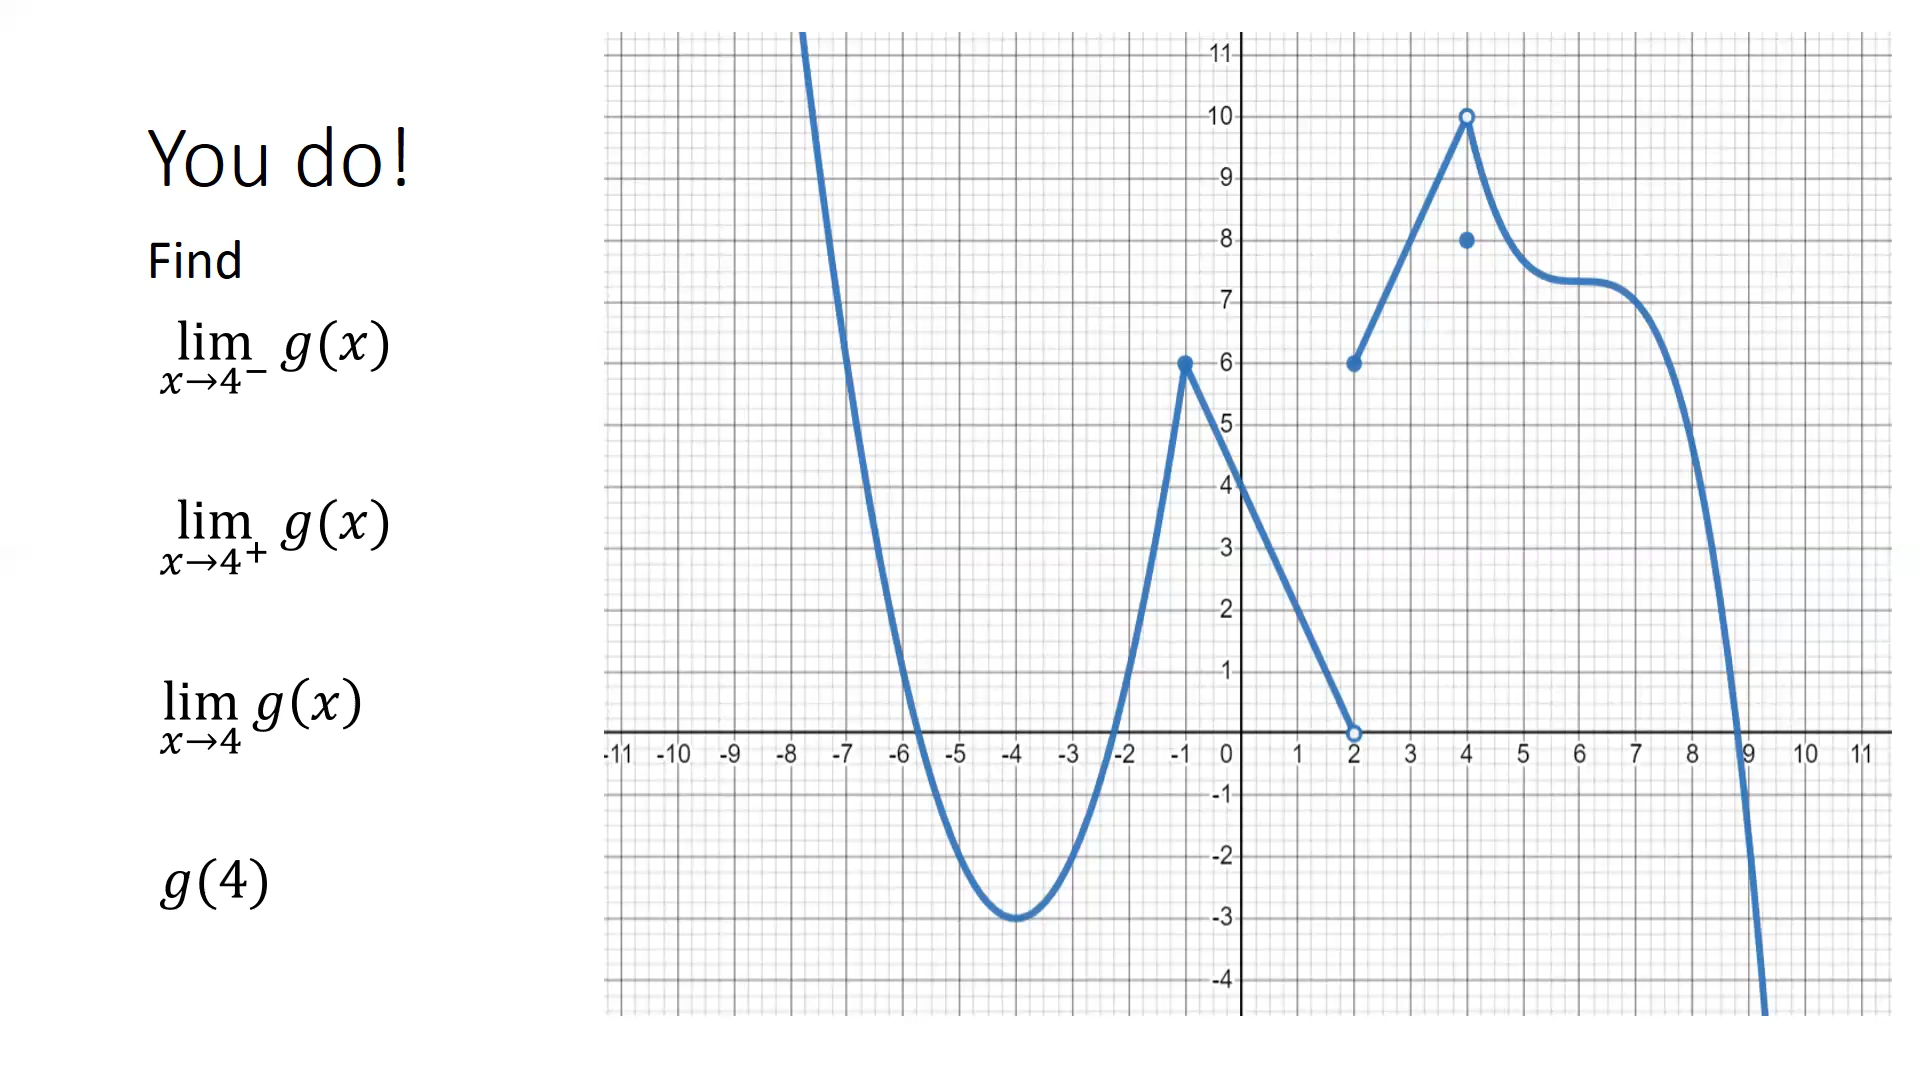 You do!
Find
lim g(x)
x→4⁻
lim g(x)
x→4⁺
lim g(x)
x→4
g(4)
11
10
9
8
7
6
5
4
3
2
1
-11 -10 -9 -8 -7 -6 -5 -4 -3 -2 -1 0 1 2 3 4 5 6 7 8 9 10 11
-1
-2
-3
-4